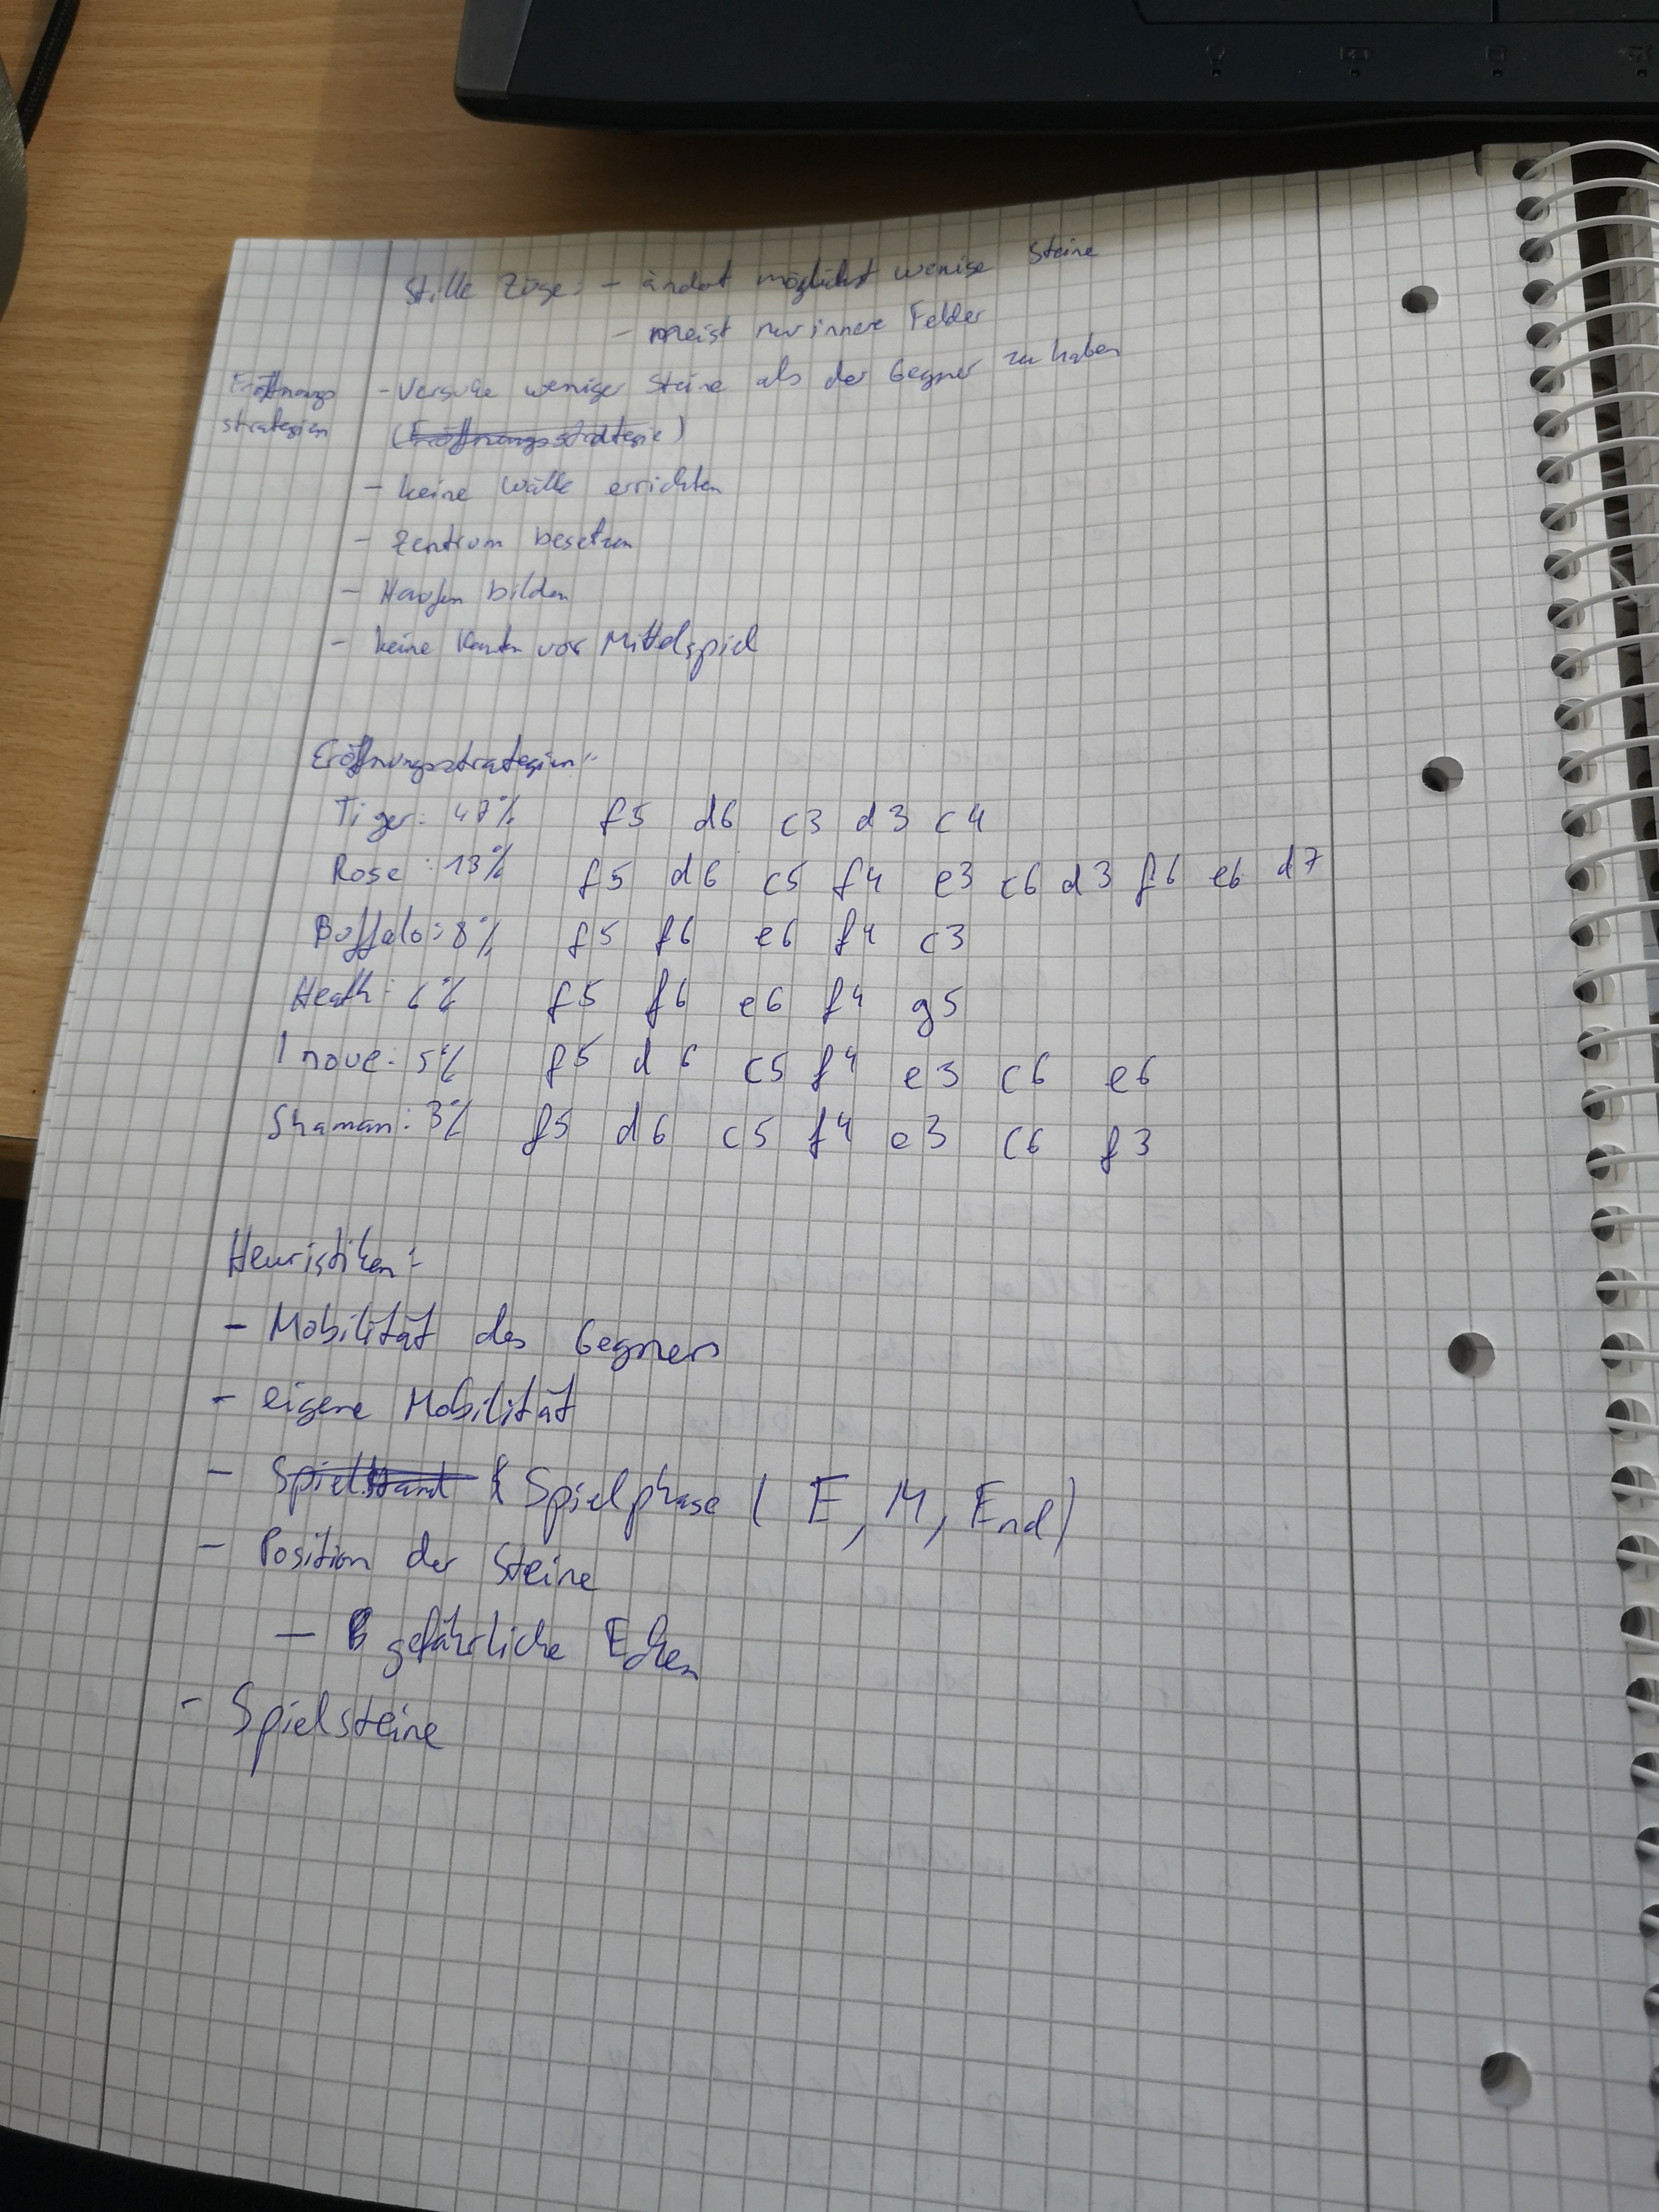 Stille Züge: - ändert möglichst wenige Steine
- meist nur innere Felder
Eröffnungs
strategien
- Versuche weniger Steine als der Gegner zu haben
(Eröffnungsstrategie)
- keine Wälle errichten
- Zentrum besetzen
- Haufen bilden
- keine Kanten vor Mittelspiel
Eröffnungsstrategien:
Tiger: 47% f5 d6 c3 d3 c4
Rose: 13% f5 d6 c5 f4 e3 c6 d3 f6 e6 d7
Buffalo: 8% f5 f6 e6 f4 c3
Heath: 6% f5 f6 e6 f4 g5
Inoue: 5% f5 d6 c5 f4 e3 c6 e6
Shaman: 3% f5 d6 c5 f4 e3 c6 f3
Heuristiken:
- Mobilität des Gegners
- eigene Mobilität
- Spielstand Spielphase (E, M, End)
- Position der Steine
- gefährliche Ecken
- Spielsteine